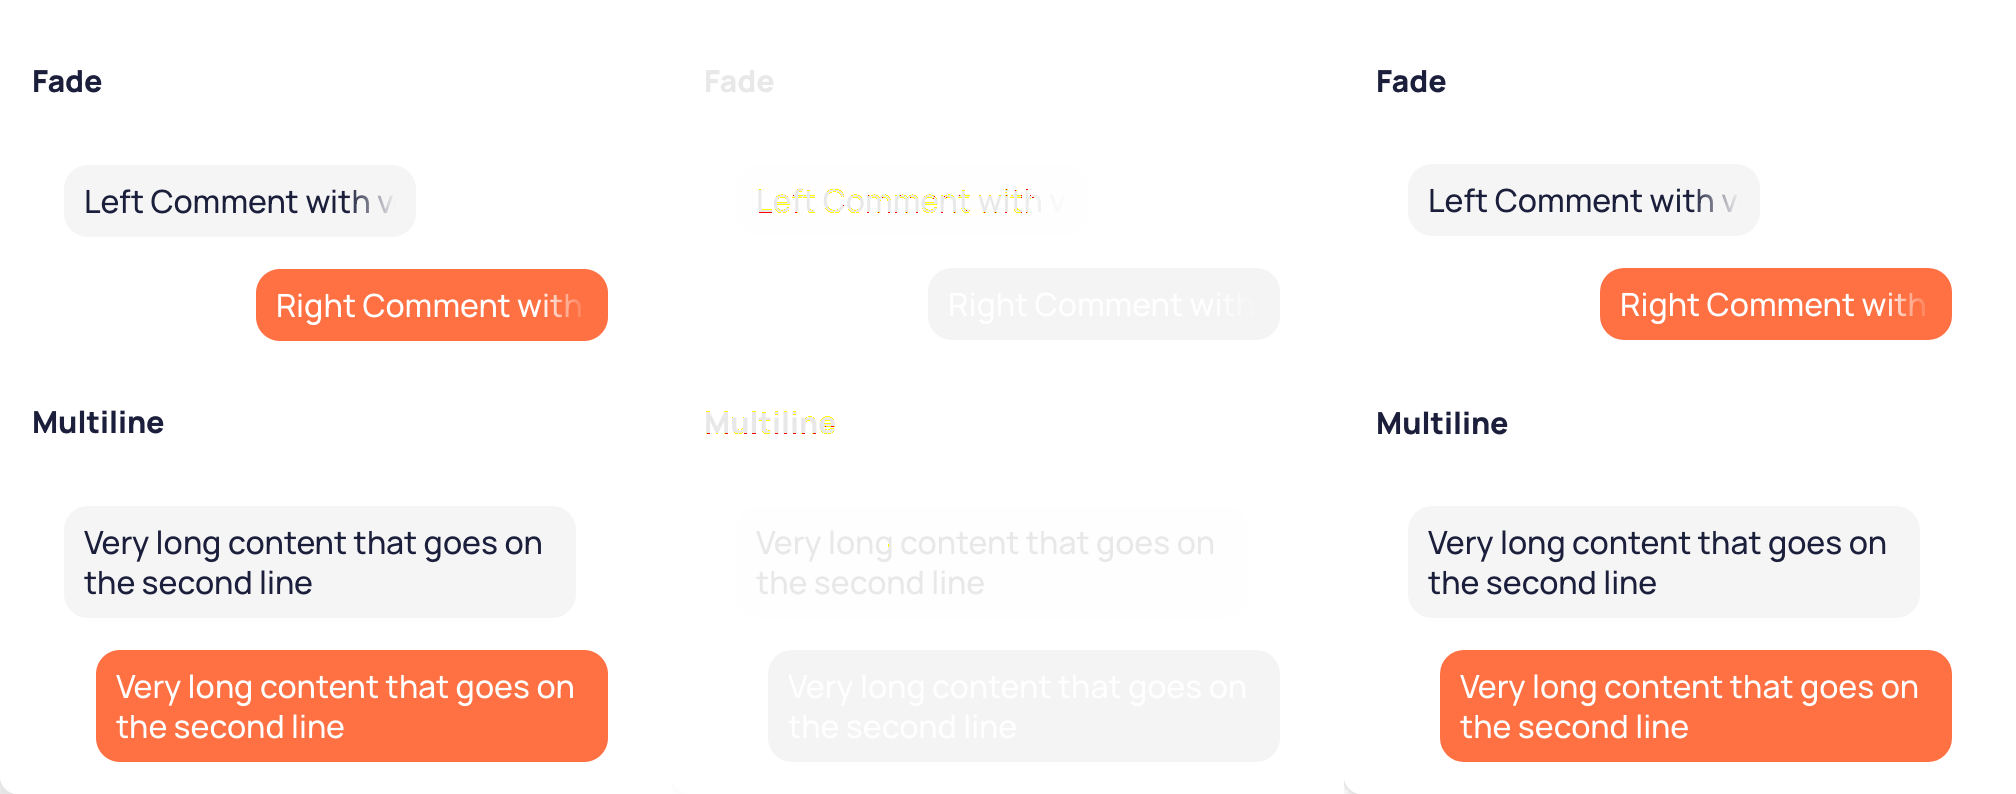 Fade
Left Comment with v
Right Comment with
Multiline
Very long content that goes on
the second line
Very long content that goes on
the second line
Fade
Left Comment with v
Right Comment with
Multiline
Very long content that goes on
the second line
Very long content that goes on
the second line
Fade
Left Comment with v
Right Comment with
Multiline
Very long content that goes on
the second line
Very long content that goes on
the second line